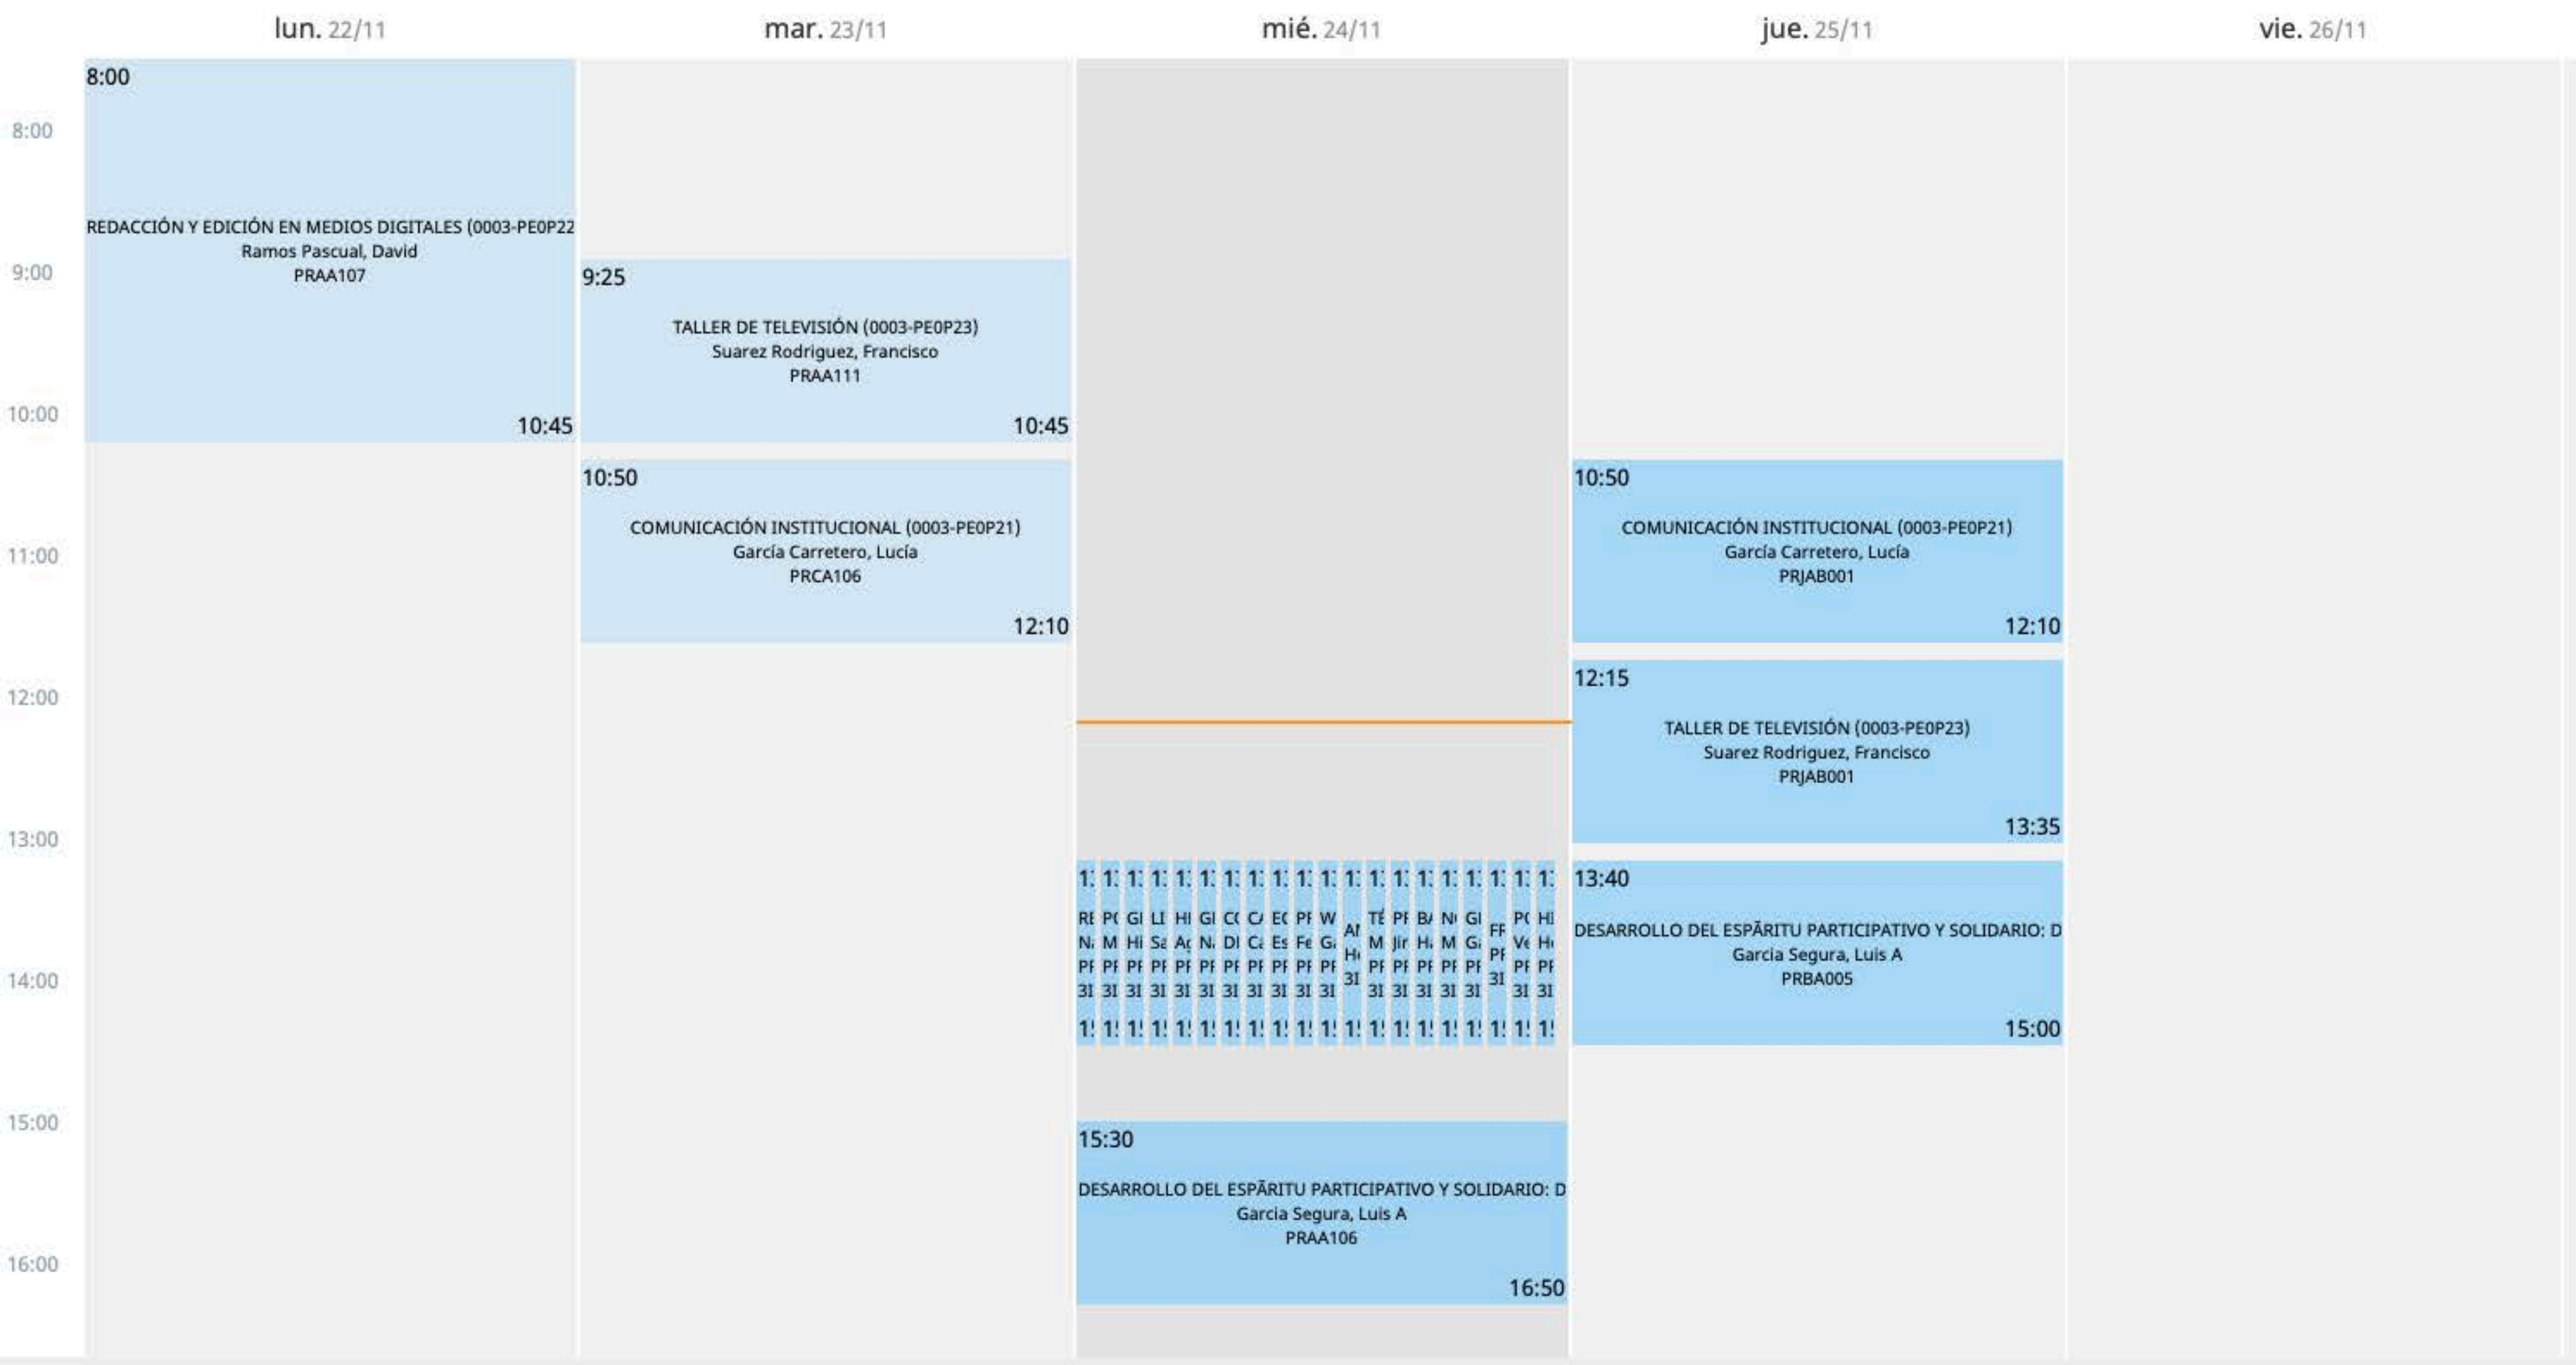 lun. 22/11
mar. 23/11
mié. 24/11
jue. 25/11
vie. 26/11
8:00
9:00
10:00
11:00
12:00
13:00
14:00
15:00
16:00
8:00
REDACCIÓN Y EDICIÓN EN MEDIOS DIGITALES (0003-PE0P22
Ramos Pascual, David
PRAA107
10:45
9:25
TALLER DE TELEVISIÓN (0003-PE0P23)
Suarez Rodriguez, Francisco
PRAA111
10:45
10:50
COMUNICACIÓN INSTITUCIONAL (0003-PE0P21)
García Carretero, Lucía
PRCA106
12:10
15:30
DESARROLLO DEL ESPÃRITU PARTICIPATIVO Y SOLIDARIO: D
Garcia Segura, Luis A
PRAA106
16:50
10:50
COMUNICACIÓN INSTITUCIONAL (0003-PE0P21)
García Carretero, Lucía
PRJAB001
12:10
12:15
TALLER DE TELEVISIÓN (0003-PE0P23)
Suarez Rodriguez, Francisco
PRJAB001
13:35
13:40
DESARROLLO DEL ESPÃRITU PARTICIPATIVO Y SOLIDARIO: D
Garcia Segura, Luis A
PRBA005
15:00